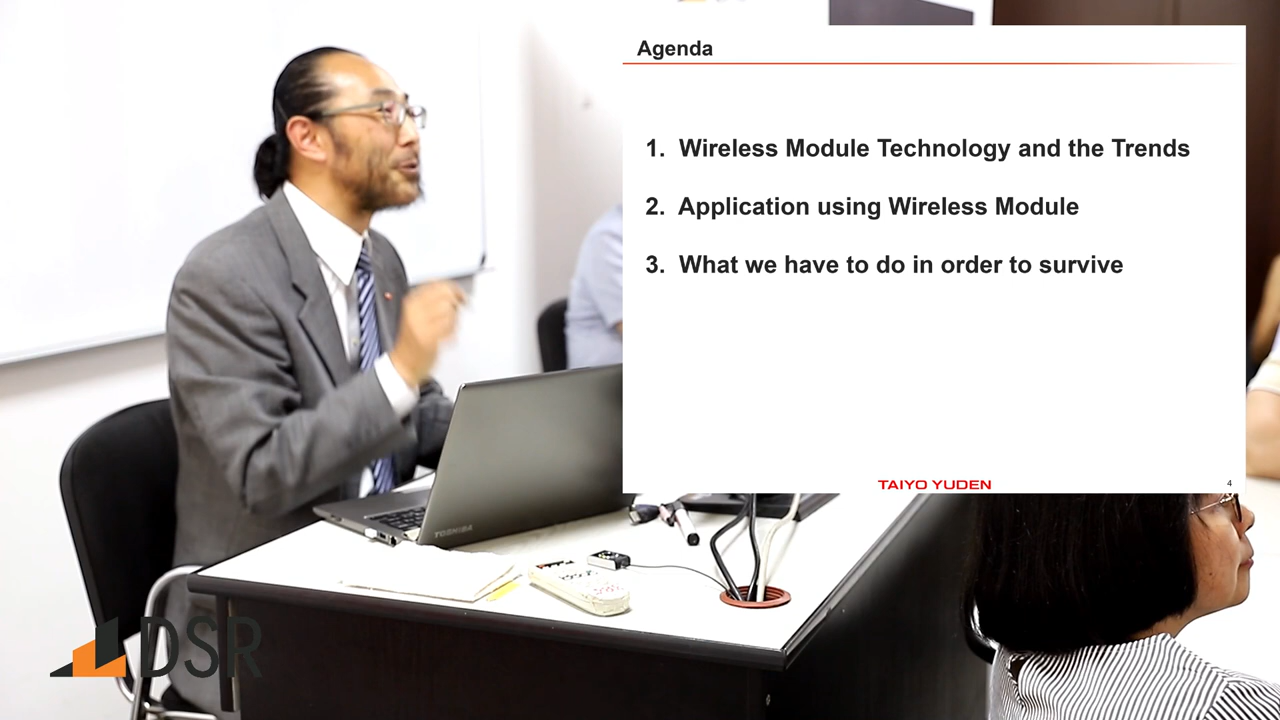 Agenda
1. Wireless Module Technology and the Trends
2. Application using Wireless Module
3. What we have to do in order to survive
TAIYO YUDEN
4
TOSHIBA
DSR